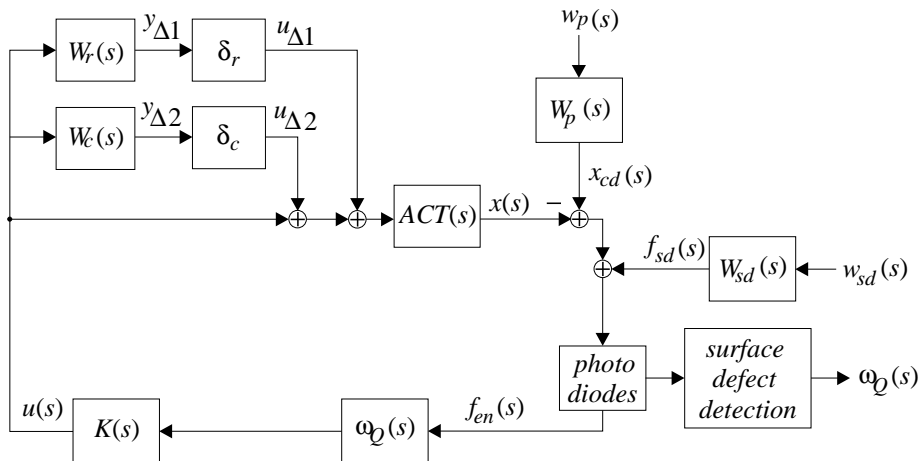 y_Δ1
u_Δ1
w_p(s)
W_r(s)
δ_r
y_Δ2
u_Δ2
W_p(s)
W_c(s)
δ_c
x_cd(s)
ACT(s)
x(s)
−
f_sd(s)
W_sd(s)
w_sd(s)
photo
diodes
surface
defect
detection
ω_Q(s)
u(s)
K(s)
ω_Q(s)
f_en(s)